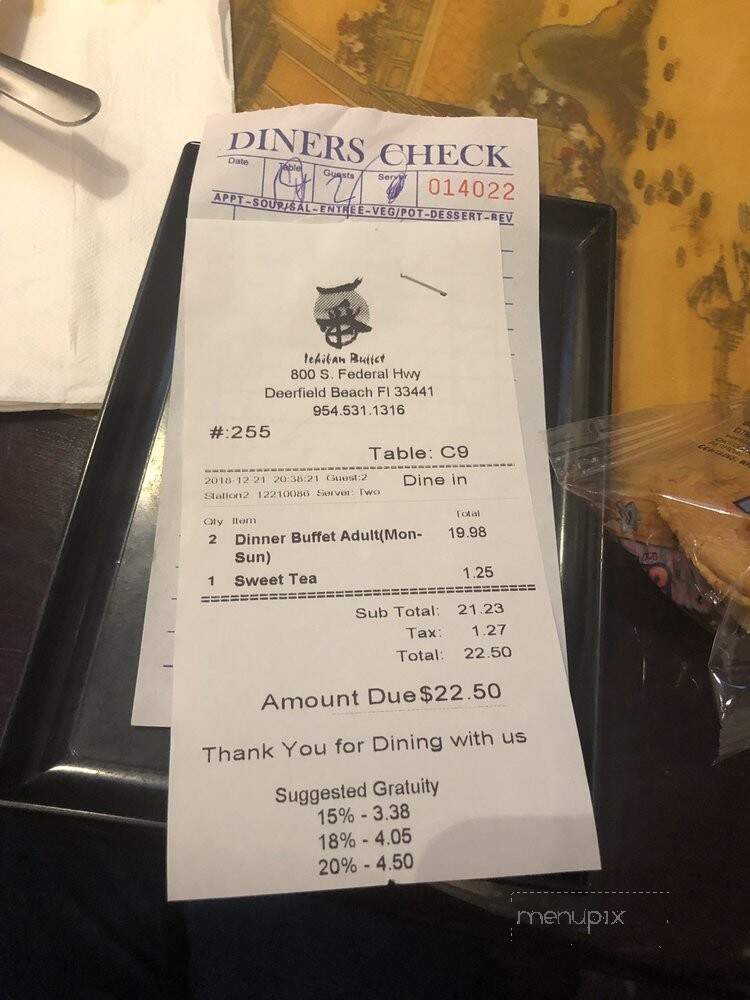 DINERS CHECK
Date Table Guests Server 014022
C9 2
APPT-SOUP/SAL-ENTREE-VEG/POT-DESSERT-BEV
Ichiban Buffet
800 S. Federal Hwy
Deerfield Beach Fl 33441
954.531.1316
#:255
Table: C9
2018-12-21 20:38:21 Guest:2 Dine in
Station2 12210086 Server: Two
Qty Item Total
2 Dinner Buffet Adult(Mon- 19.98
Sun)
1 Sweet Tea 1.25
Sub Total: 21.23
Tax: 1.27
Total: 22.50
Amount Due$22.50
Thank You for Dining with us
Suggested Gratuity
15% - 3.38
18% - 4.05
20% - 4.50
menupix